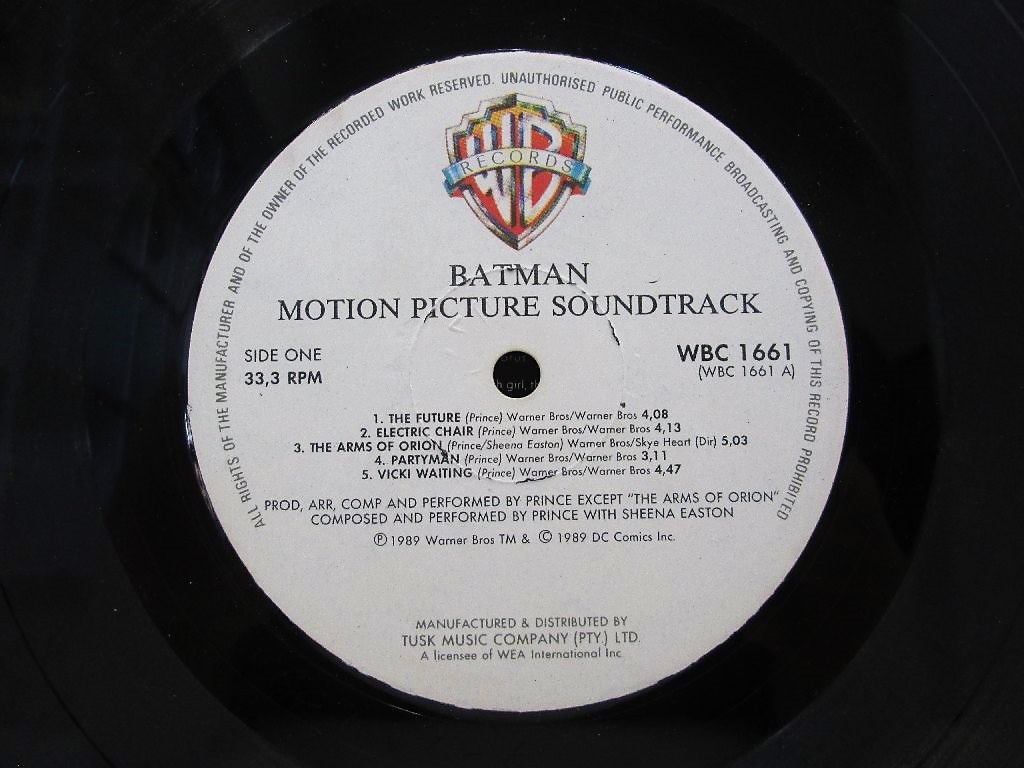 ALL RIGHTS OF THE MANUFACTURER AND OF THE OWNER OF THE RECORDED WORK RESERVED. UNAUTHORISED PUBLIC PERFORMANCE BROADCASTING AND COPYING OF THIS RECORD PROHIBITED
WB
RECORDS
BATMAN
MOTION PICTURE SOUNDTRACK
SIDE ONE
33,3 RPM
WBC 1661
(WBC 1661 A)
1. THE FUTURE (Prince) Warner Bros/Warner Bros 4,08
2. ELECTRIC CHAIR (Prince) Warner Bros/Warner Bros 4,13
3. THE ARMS OF ORION (Prince/Sheena Easton) Warner Bros/Skye Heart (Dir) 5,03
4. PARTYMAN (Prince) Warner Bros/Warner Bros 3,11
5. VICKI WAITING (Prince) Warner Bros/Warner Bros 4,47
PROD, ARR, COMP AND PERFORMED BY PRINCE EXCEPT "THE ARMS OF ORION"
COMPOSED AND PERFORMED BY PRINCE WITH SHEENA EASTON
℗ 1989 Warner Bros TM & © 1989 DC Comics Inc.
MANUFACTURED & DISTRIBUTED BY
TUSK MUSIC COMPANY (PTY.) LTD.
A licensee of WEA International Inc